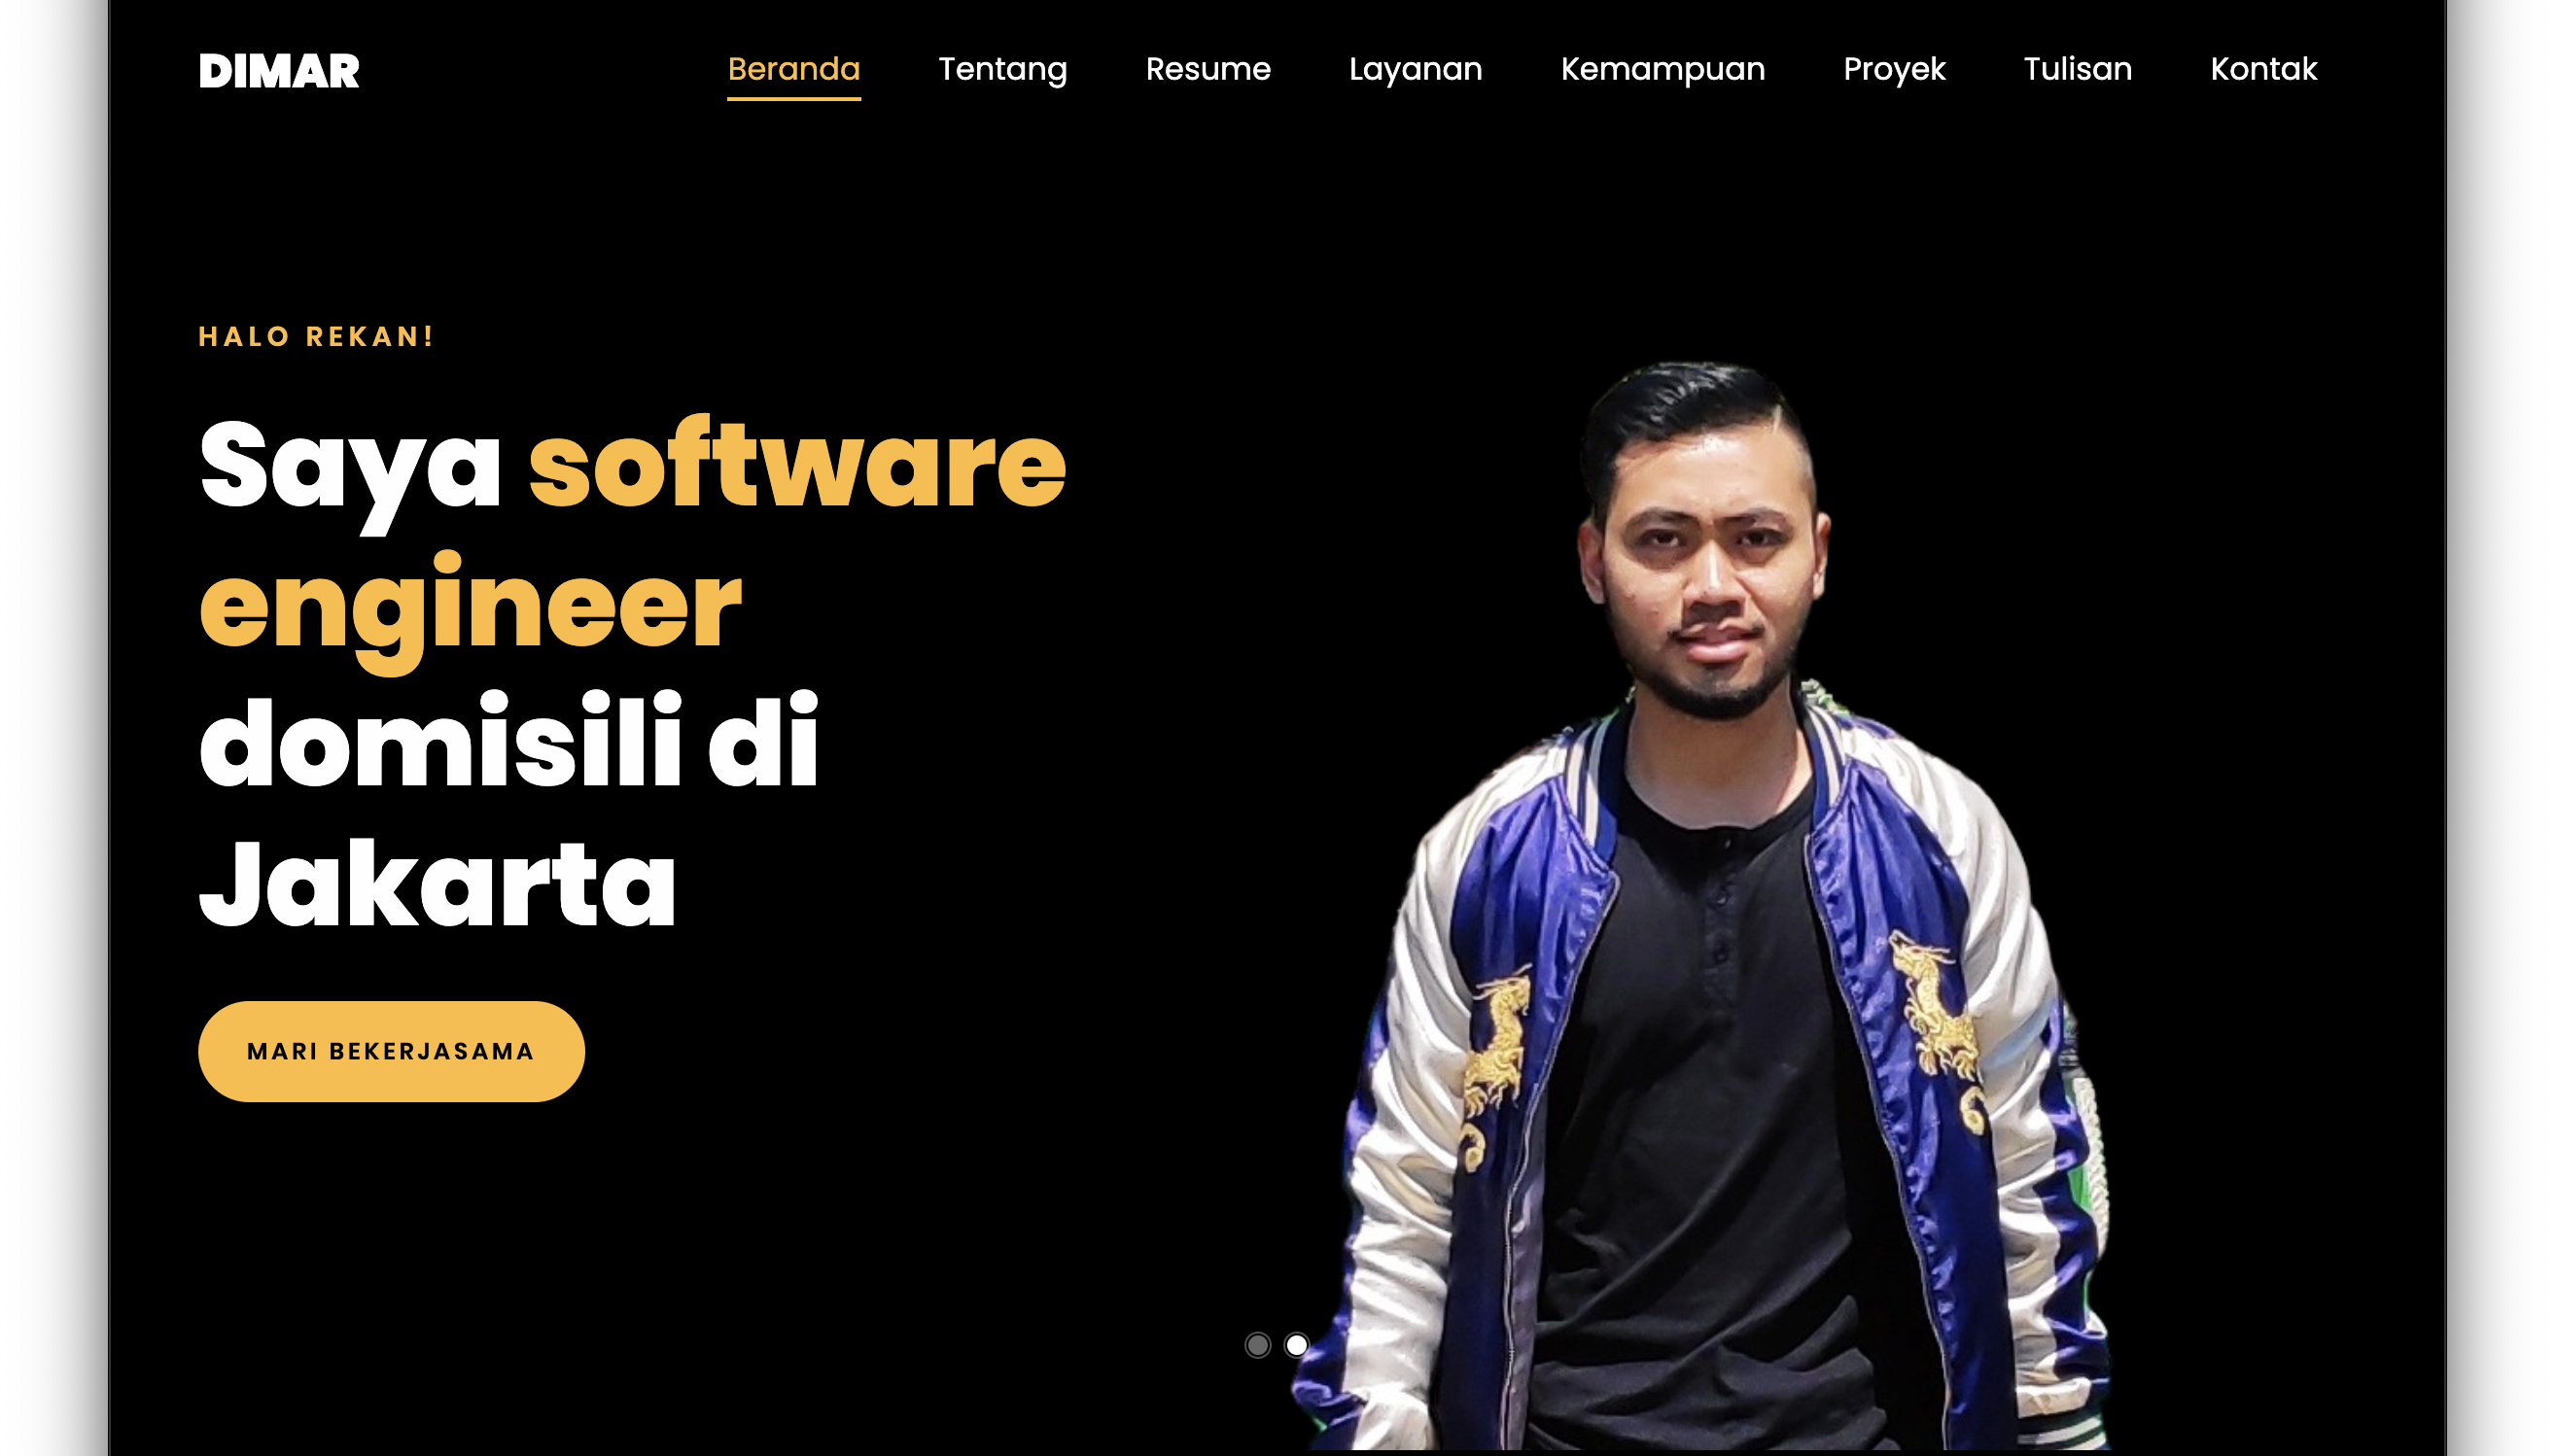 DIMAR
Beranda Tentang Resume Layanan Kemampuan Proyek Tulisan Kontak
HALO REKAN!
Saya software
engineer
domisili di
Jakarta
MARI BEKERJASAMA